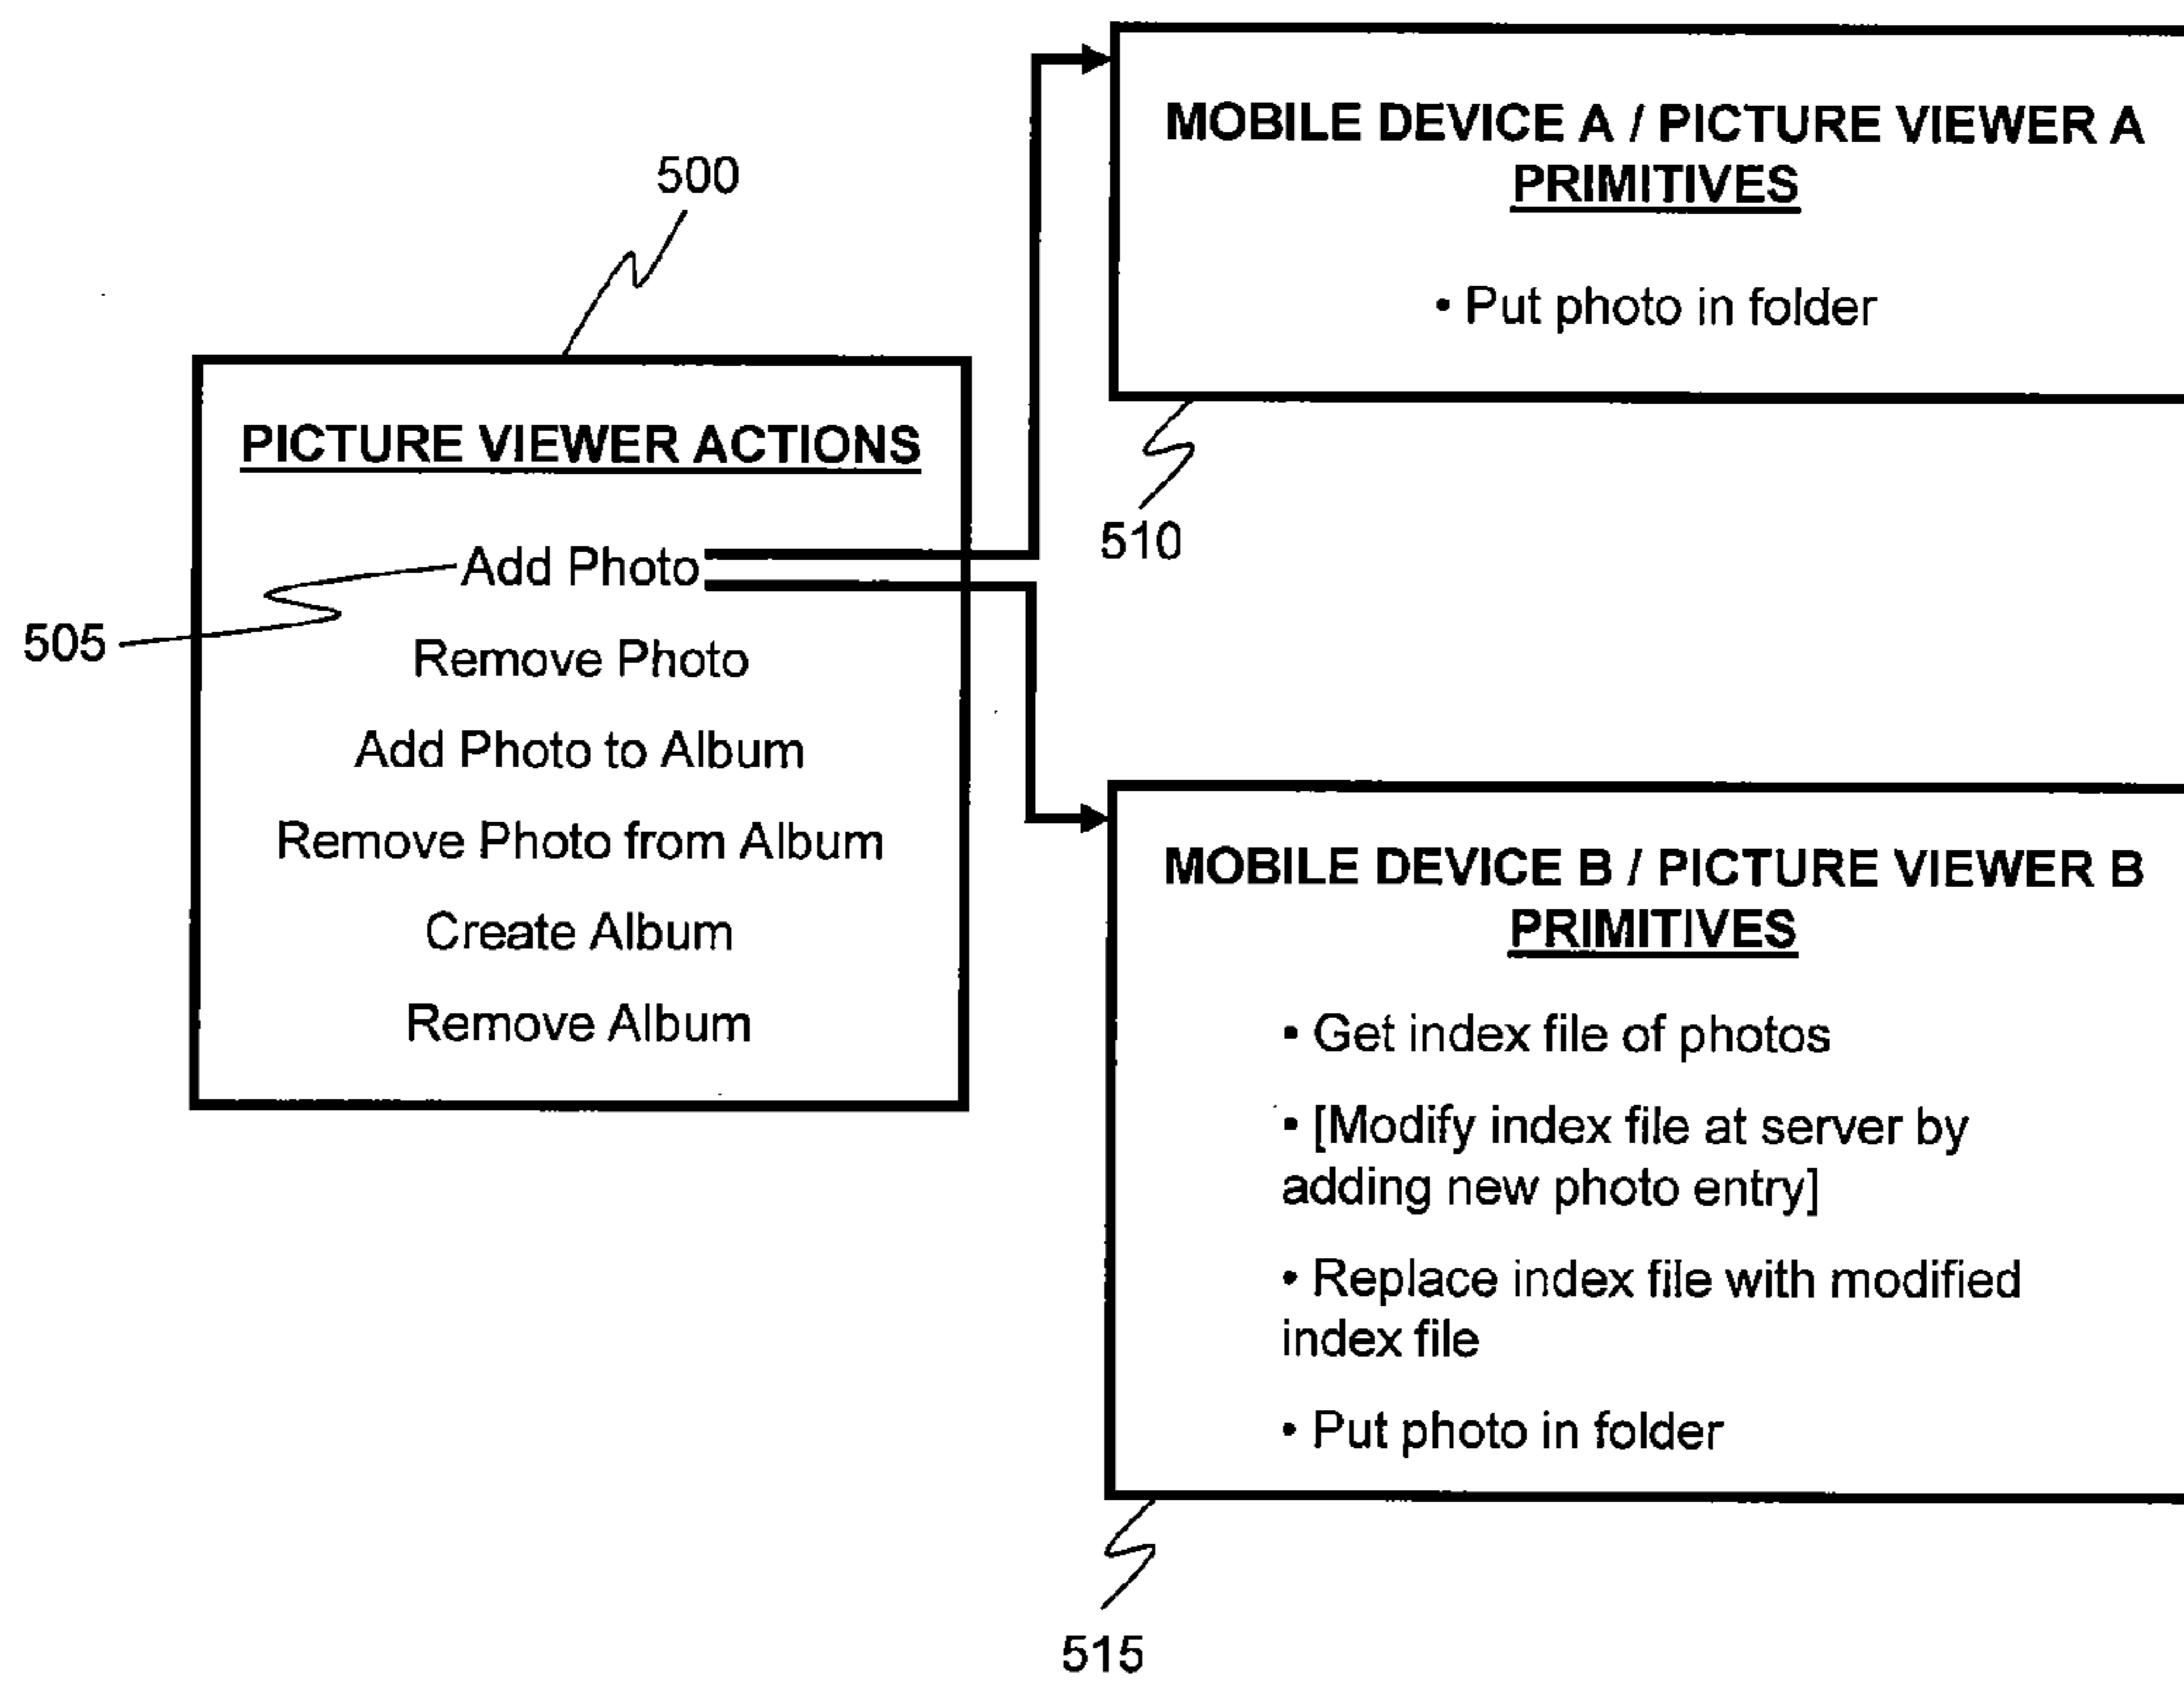 500
PICTURE VIEWER ACTIONS
Add Photo
505
Remove Photo
Add Photo to Album
Remove Photo from Album
Create Album
Remove Album
MOBILE DEVICE A / PICTURE VIEWER A
PRIMITIVES
• Put photo in folder
510
MOBILE DEVICE B / PICTURE VIEWER B
PRIMITIVES
• Get index file of photos
• [Modify index file at server by
adding new photo entry]
• Replace index file with modified
index file
• Put photo in folder
515